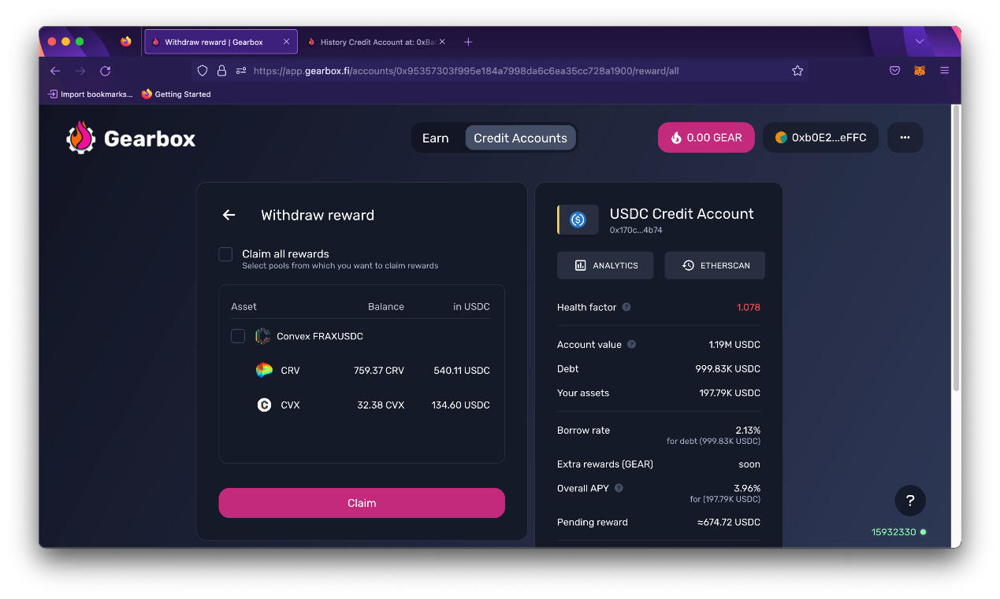 Withdraw reward | Gearbox
History Credit Account at: 0xBa
https://app.gearbox.fi/accounts/0x95357303f995e184a7998da6c6ea35cc728a1900/reward/all
Import bookmarks... Getting Started
Gearbox
Earn Credit Accounts
0.00 GEAR
0xb0E2...eFFC
Withdraw reward
Claim all rewards
Select pools from which you want to claim rewards
Asset Balance in USDC
Convex FRAXUSDC
CRV 759.37 CRV 540.11 USDC
CVX 32.38 CVX 134.60 USDC
Claim
USDC Credit Account
0x170c...4b74
ANALYTICS ETHERSCAN
Health factor ? 1.078
Account value ? 1.19M USDC
Debt 999.83K USDC
Your assets 197.79K USDC
Borrow rate 2.13%
for debt (999.83K USDC)
Extra rewards (GEAR) soon
Overall APY ? 3.96%
for (197.79K USDC)
Pending reward ≈674.72 USDC
?
15932330